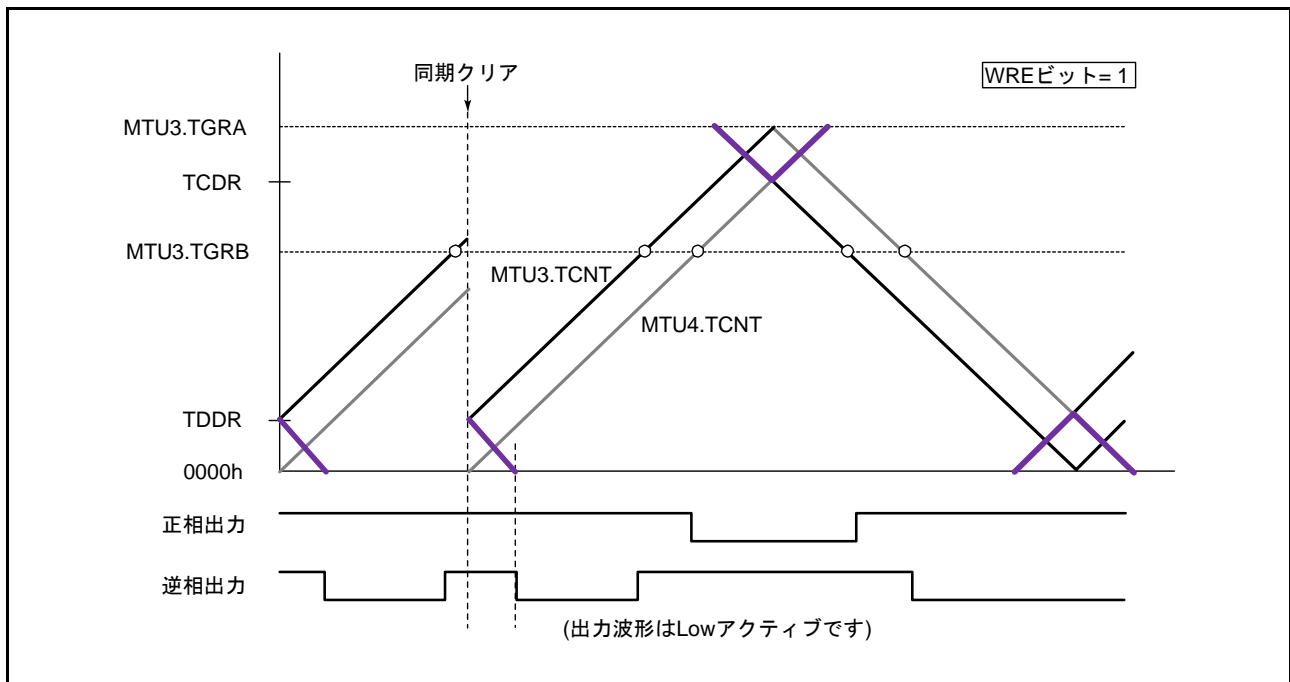 同期クリア
WREビット= 1
MTU3.TGRA
TCDR
MTU3.TGRB
MTU3.TCNT
MTU4.TCNT
TDDR
0000h
正相出力
逆相出力
(出力波形はLowアクティブです)